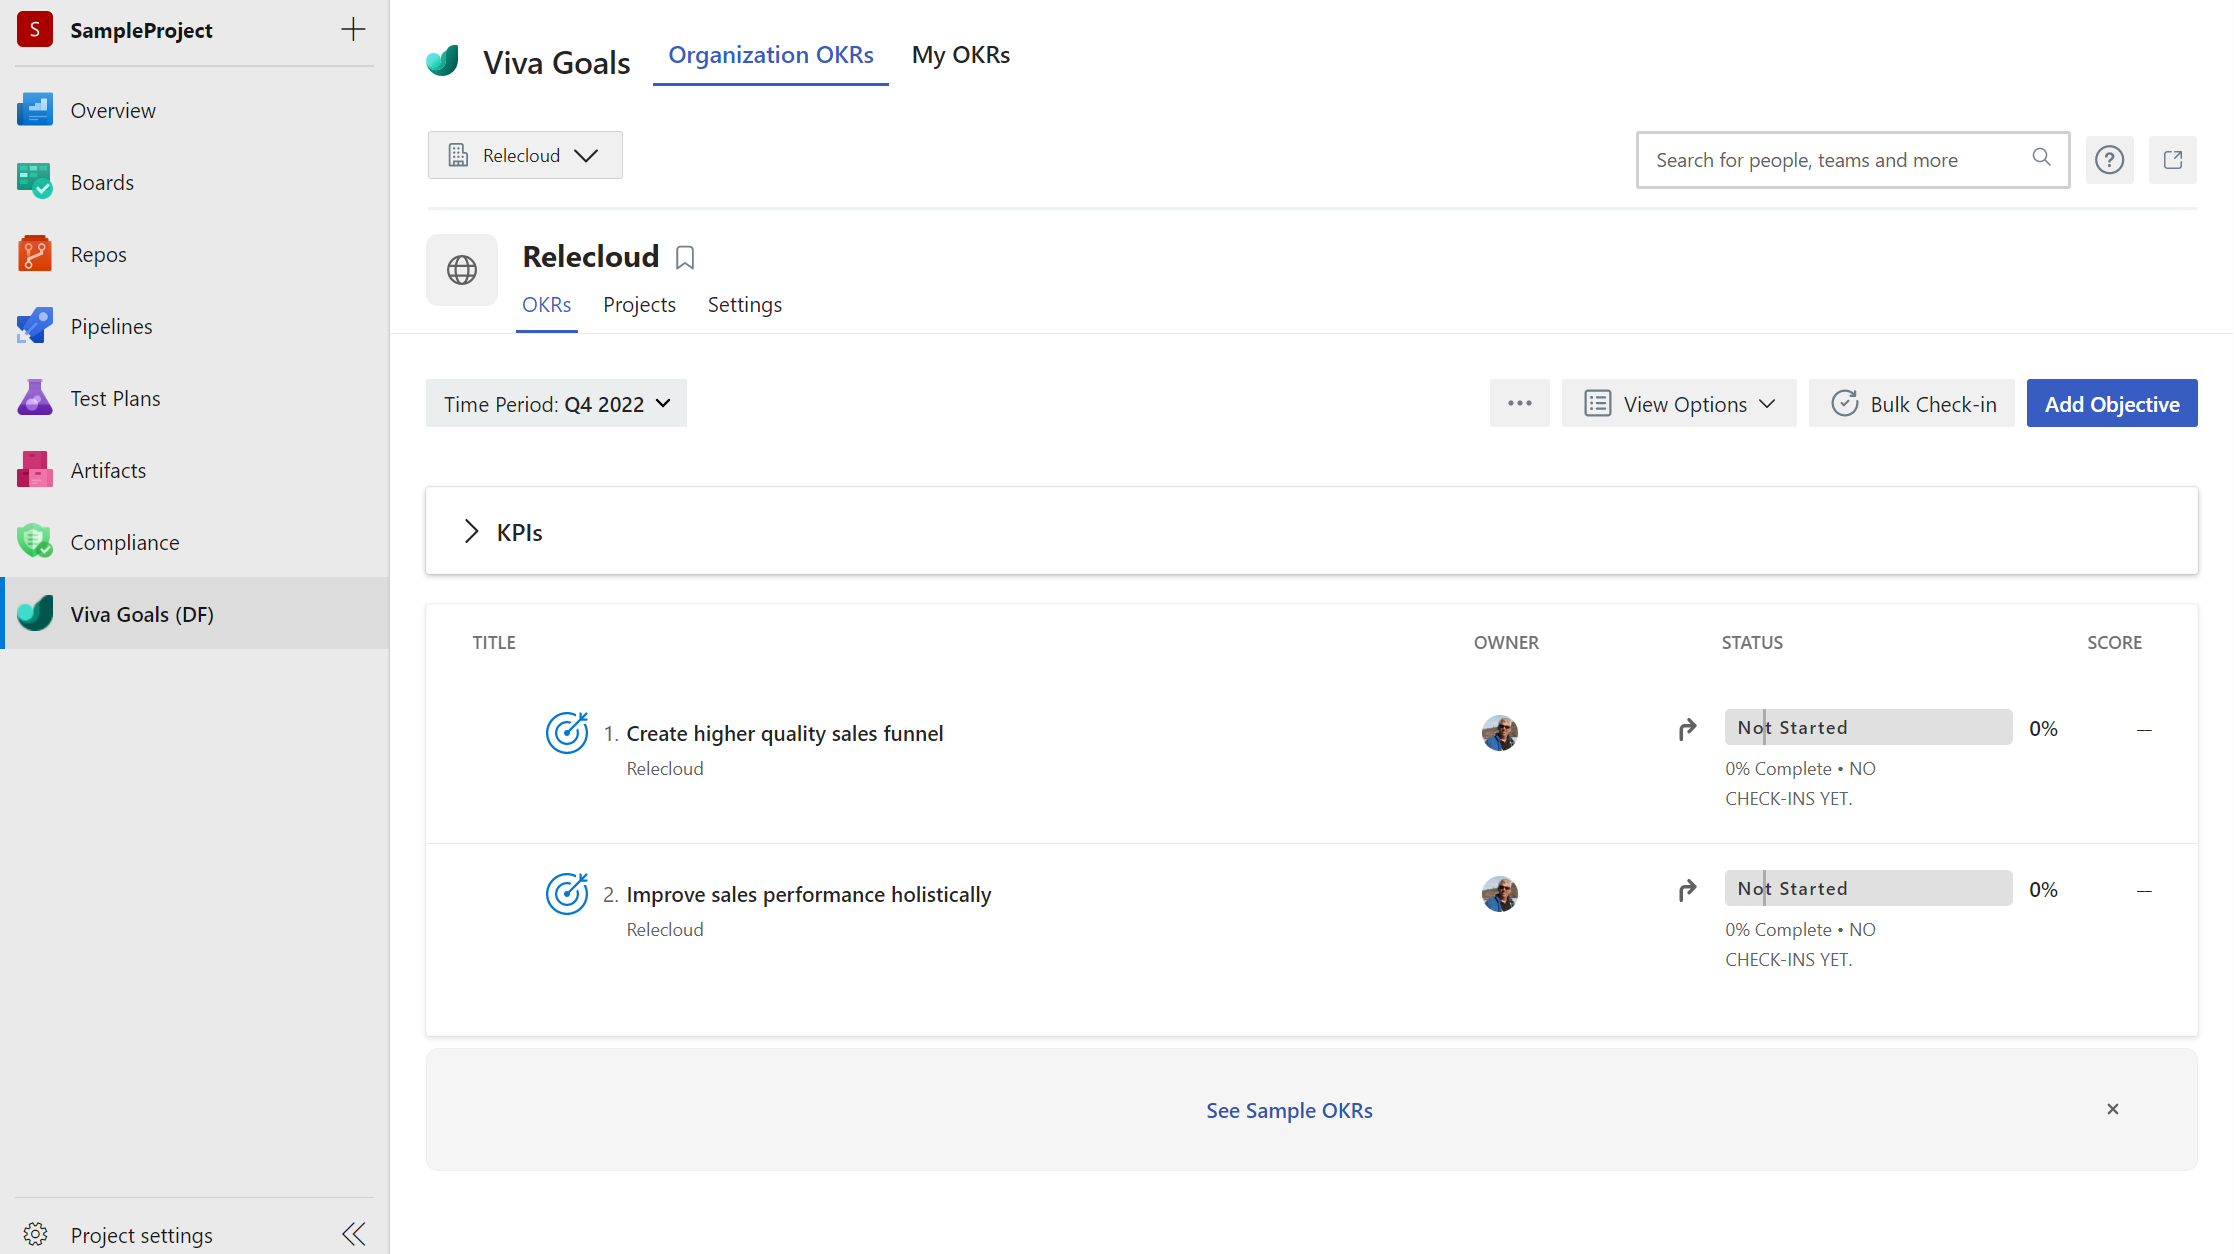 S SampleProject
Overview
Boards
Repos
Pipelines
Test Plans
Artifacts
Compliance
Viva Goals (DF)
Project settings
Viva Goals Organization OKRs My OKRs
Relecloud
Search for people, teams and more
Relecloud
OKRs Projects Settings
Time Period: Q4 2022
View Options Bulk Check-in Add Objective
KPIs
TITLE OWNER STATUS SCORE
1. Create higher quality sales funnel Not Started 0% —
Relecloud
0% Complete • NO
CHECK-INS YET.
2. Improve sales performance holistically Not Started 0% —
Relecloud
0% Complete • NO
CHECK-INS YET.
See Sample OKRs